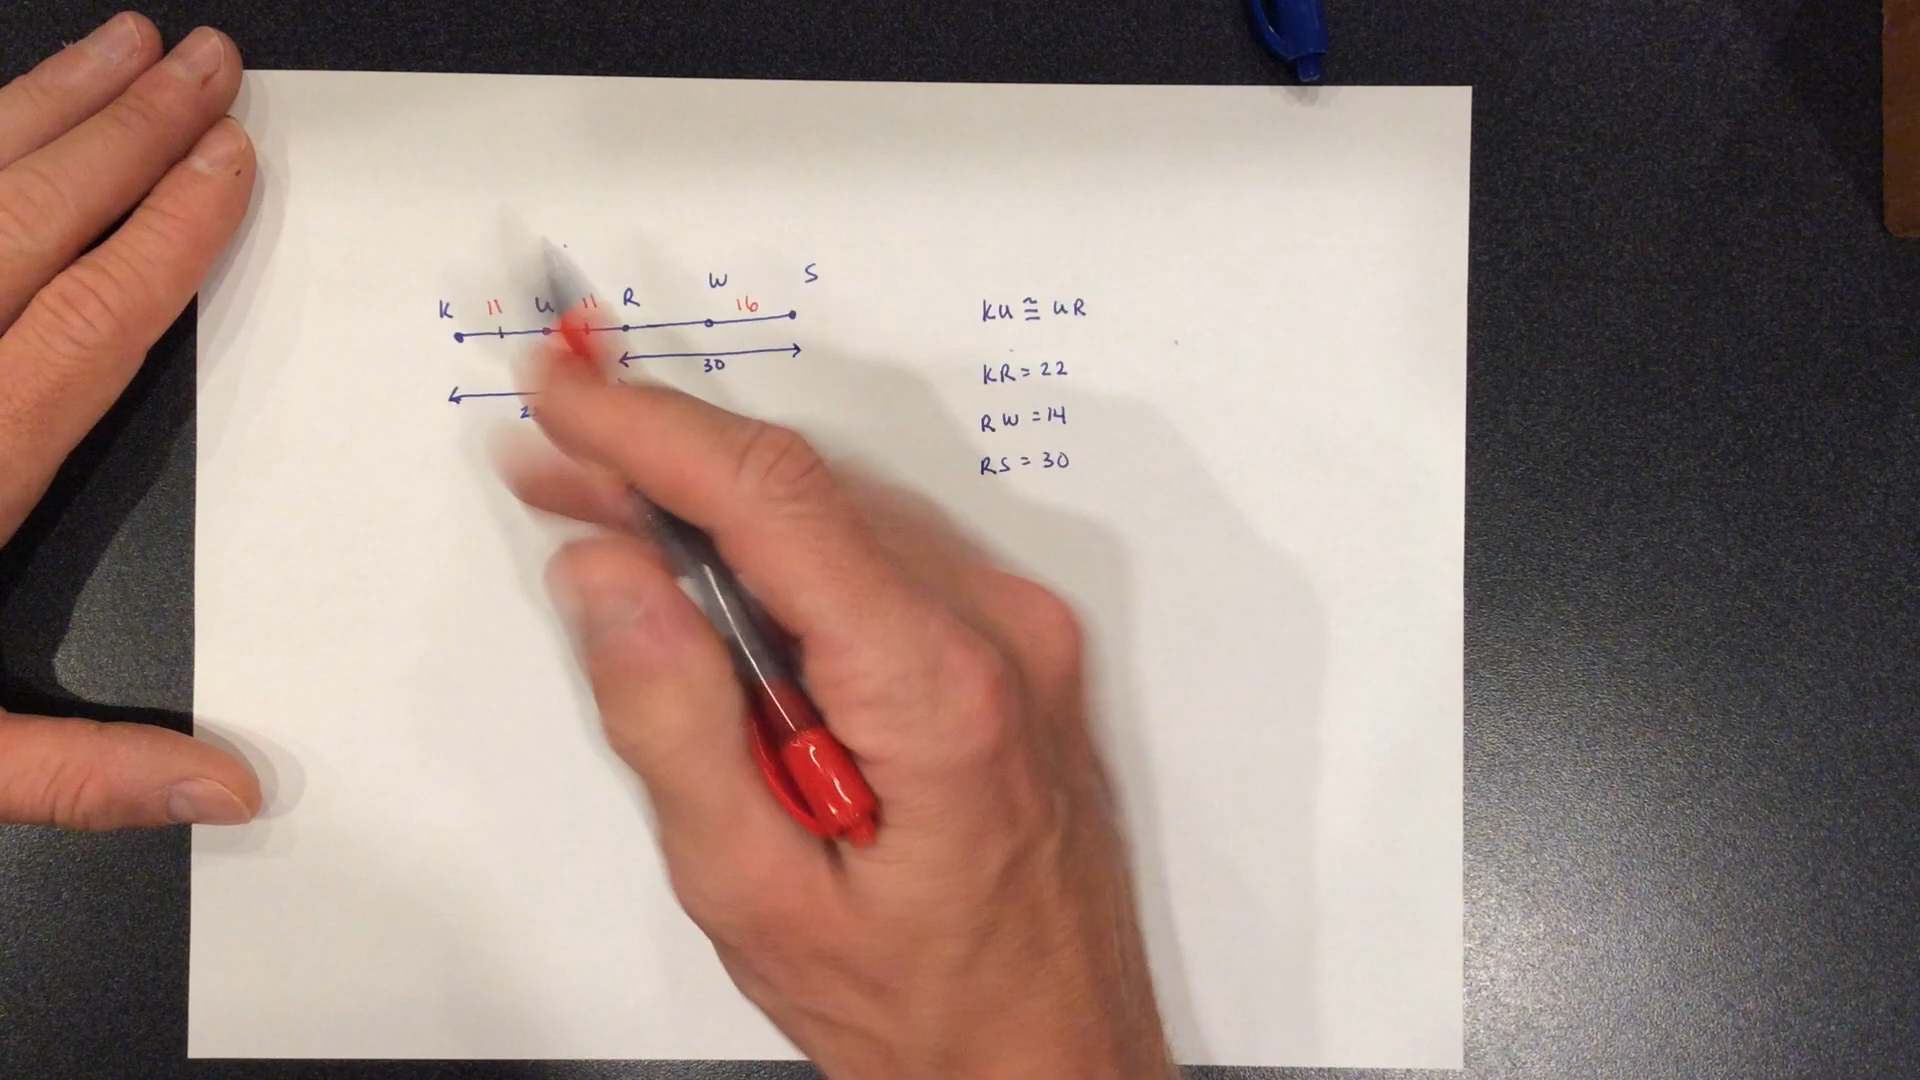 W S
K 11 U 11 R 16
30
KU ≅ UR
KR = 22
RW = 14
RS = 30